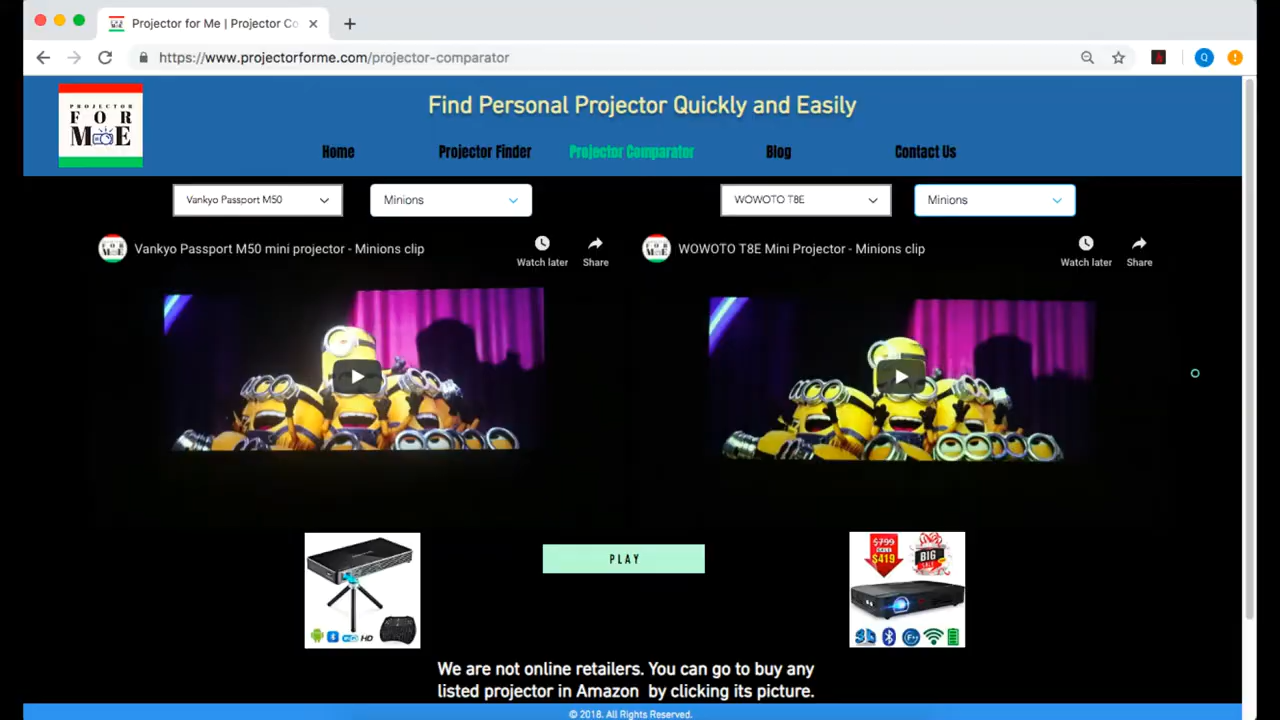 Projector for Me | Projector Co
https://www.projectorforme.com/projector-comparator
Q
PROJECTOR
FOR
ME
Find Personal Projector Quickly and Easily
Home
Projector Finder
Projector Comparator
Blog
Contact Us
Vankyo Passport M50
Minions
WOWOTO T8E
Minions
Vankyo Passport M50 mini projector - Minions clip
Watch later
Share
WOWOTO T8E Mini Projector - Minions clip
Watch later
Share
PLAY
HD
$799
SALE
$419
BIG
SALE
3D
We are not online retailers. You can go to buy any
listed projector in Amazon by clicking its picture.
© 2018. All Rights Reserved.